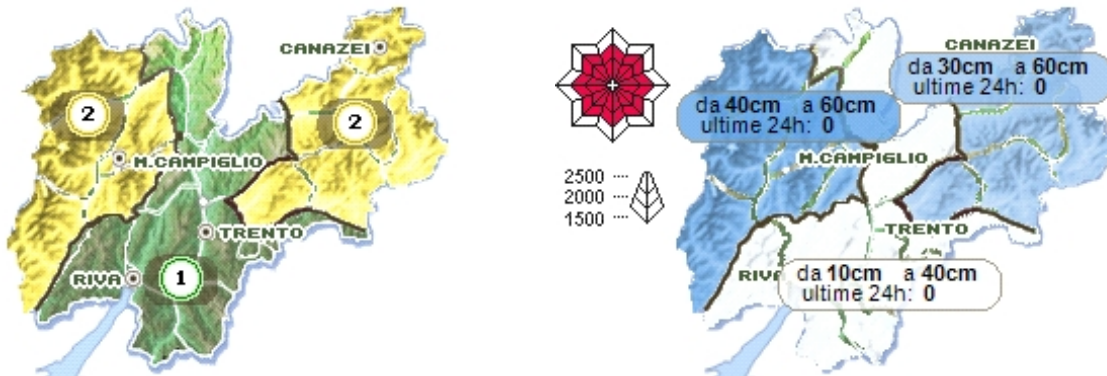 CANAZEI
2
2
M.CAMPIGLIO
TRENTO
RIVA
1
2500
2000
1500
CANAZEI
da 30cm a 60cm
ultime 24h: 0
da 40cm a 60cm
ultime 24h: 0
M.CAMPIGLIO
TRENTO
RIVA
da 10cm a 40cm
ultime 24h: 0